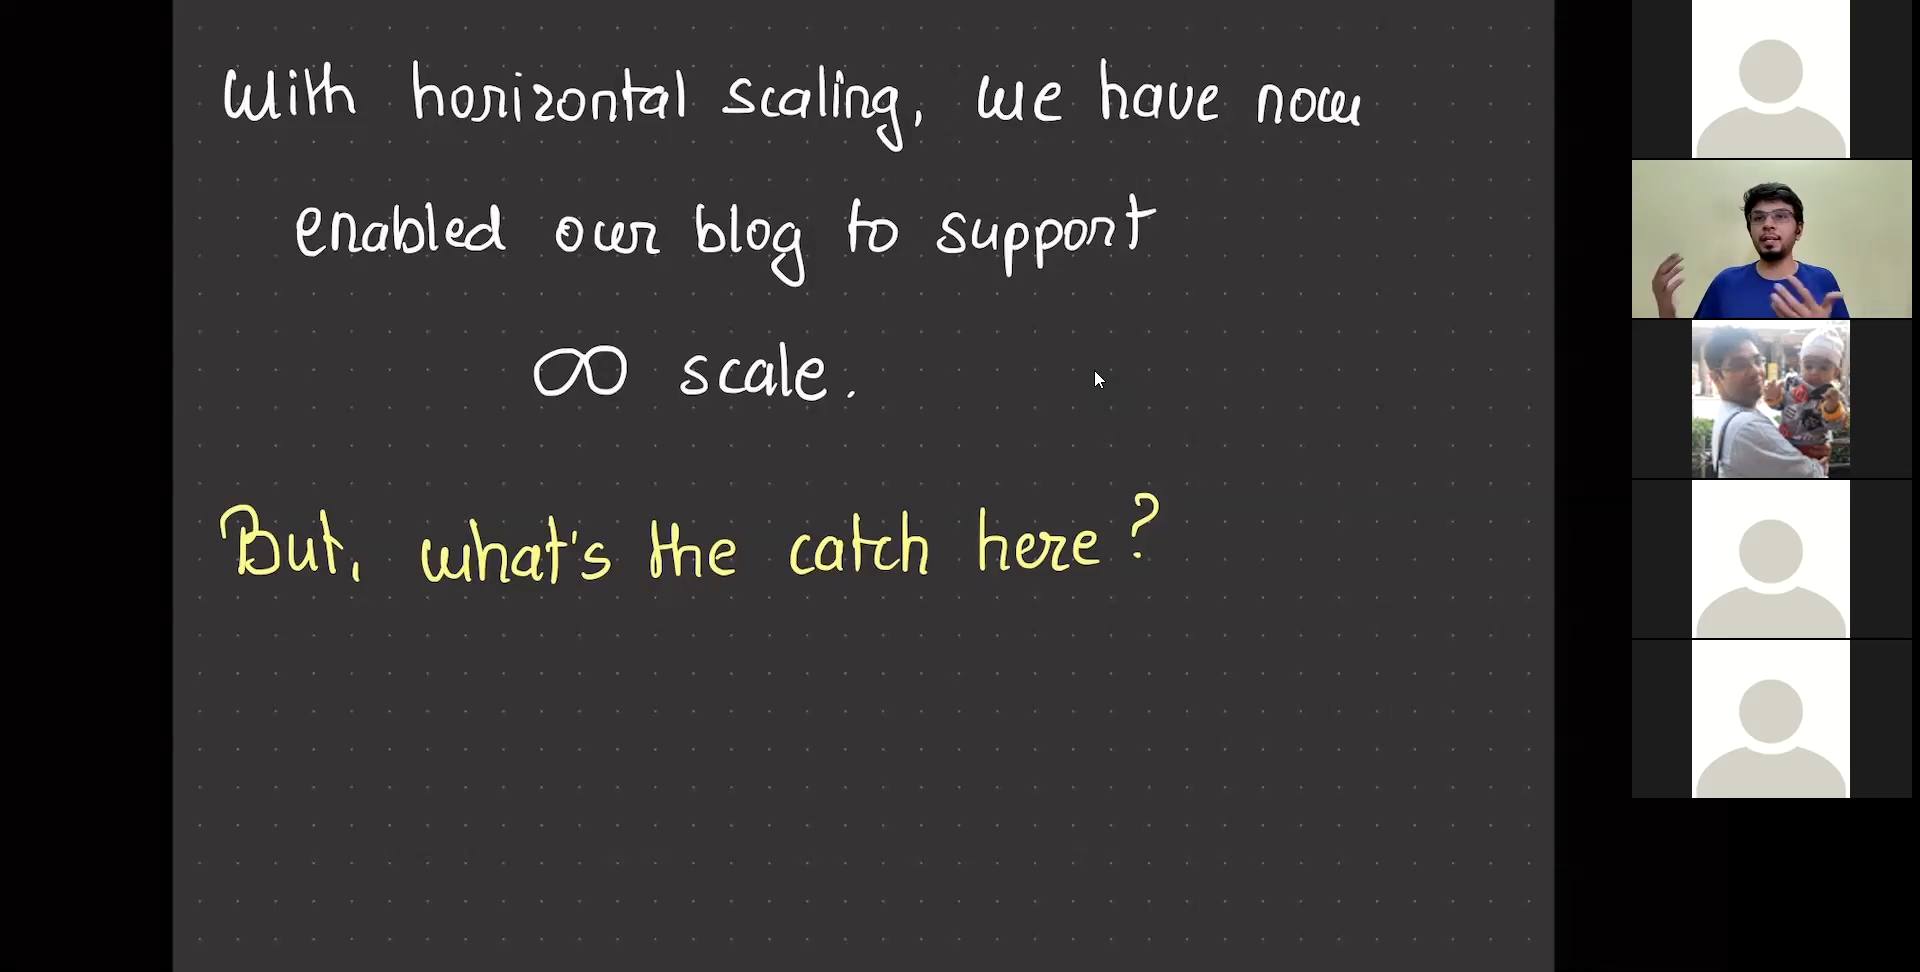 With horizontal scaling, we have now
enabled our blog to support
∞ scale.
But, what's the catch here?